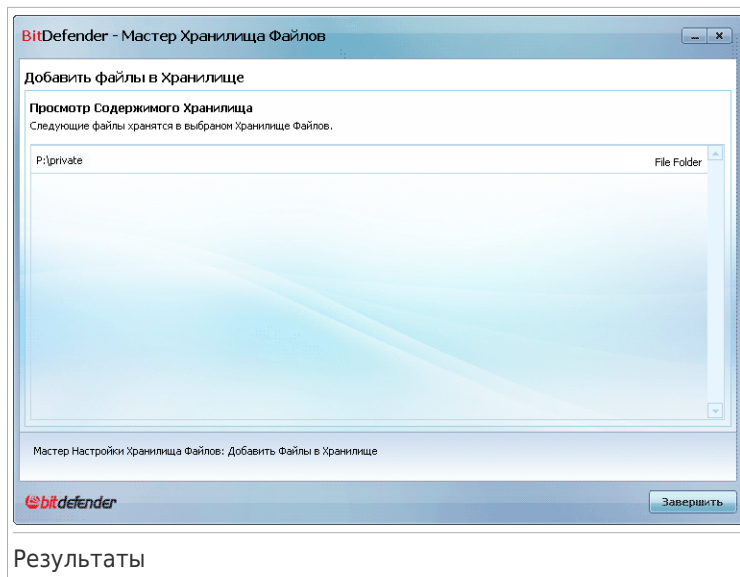 BitDefender - Мастер Хранилища Файлов
Добавить файлы в Хранилище
Просмотр Содержимого Хранилища
Следующие файлы хранятся в выбраном Хранилище Файлов.
P:\private File Folder
Мастер Настройки Хранилища Файлов: Добавить Файлы в Хранилище
bitdefender Завершить
Результаты